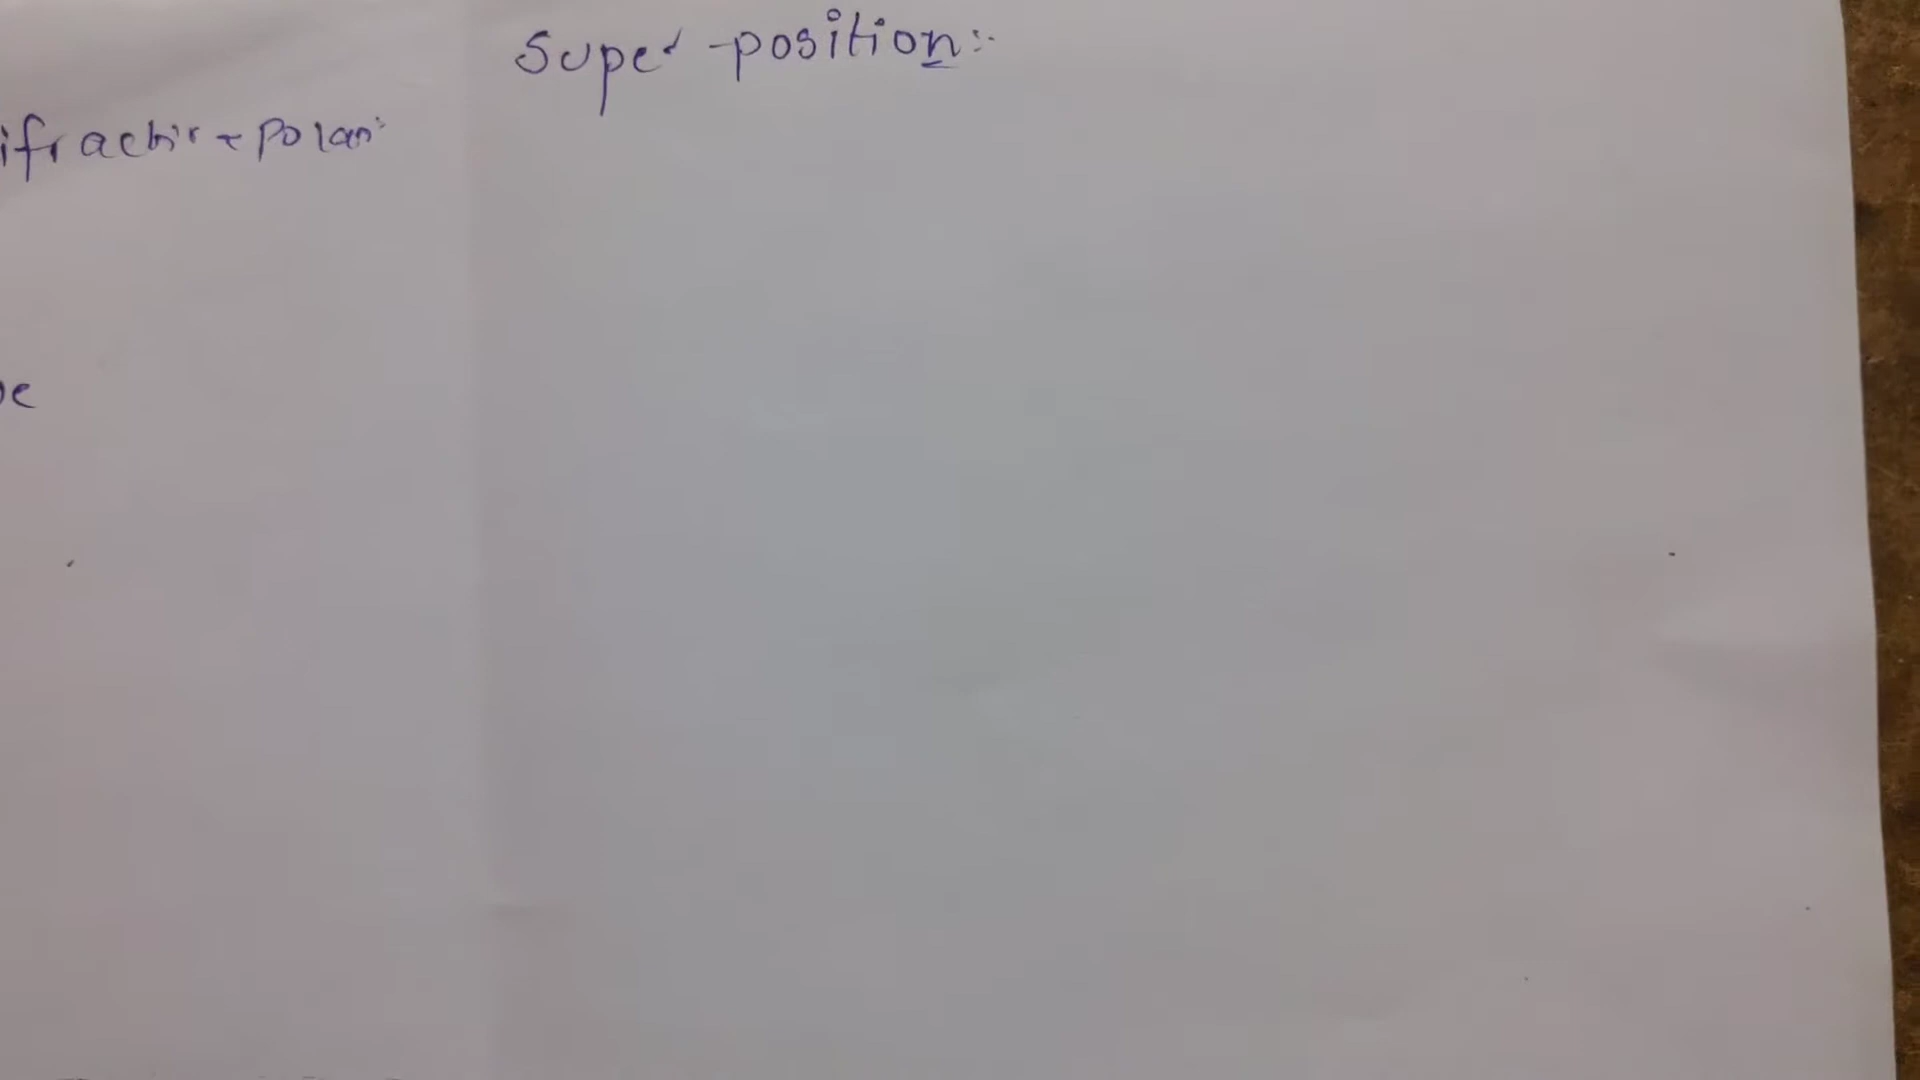 Super-position:-
ifraction + Polari